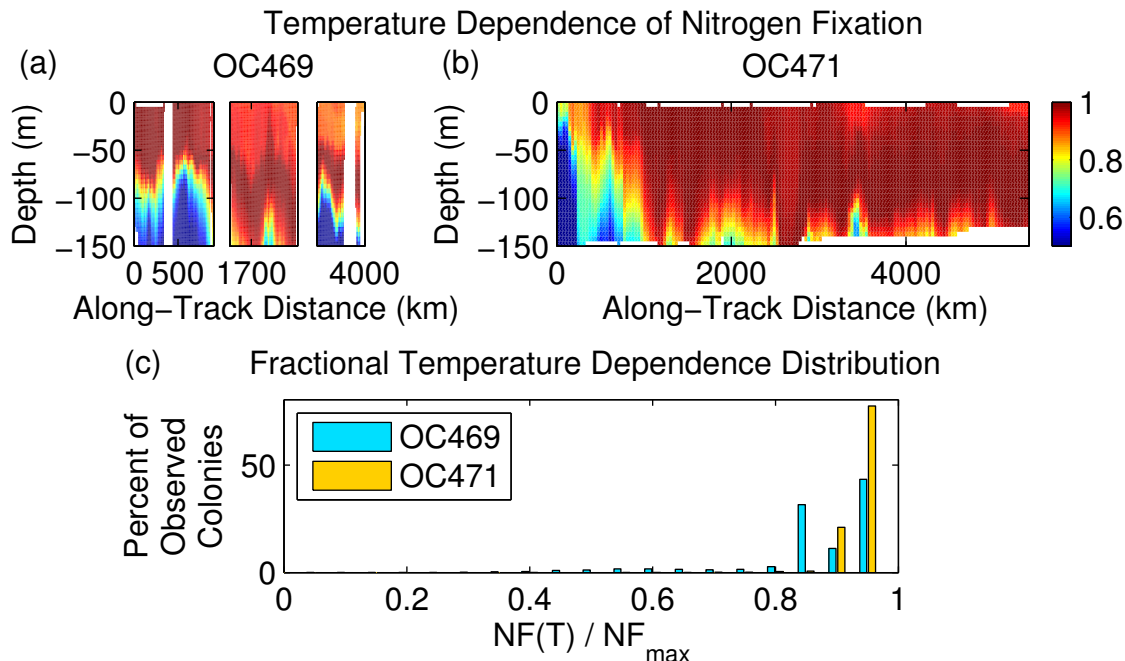 Temperature Dependence of Nitrogen Fixation
(a)
OC469
(b)
OC471
Depth (m)
0
−50
−100
−150
0 500 1700 4000
Along−Track Distance (km)
Depth (m)
0
−50
−100
−150
0 2000 4000
Along−Track Distance (km)
1
0.8
0.6
(c)
Fractional Temperature Dependence Distribution
Percent of
Observed
Colonies
50
0
OC469
OC471
0 0.2 0.4 0.6 0.8 1
NF(T) / NFmax